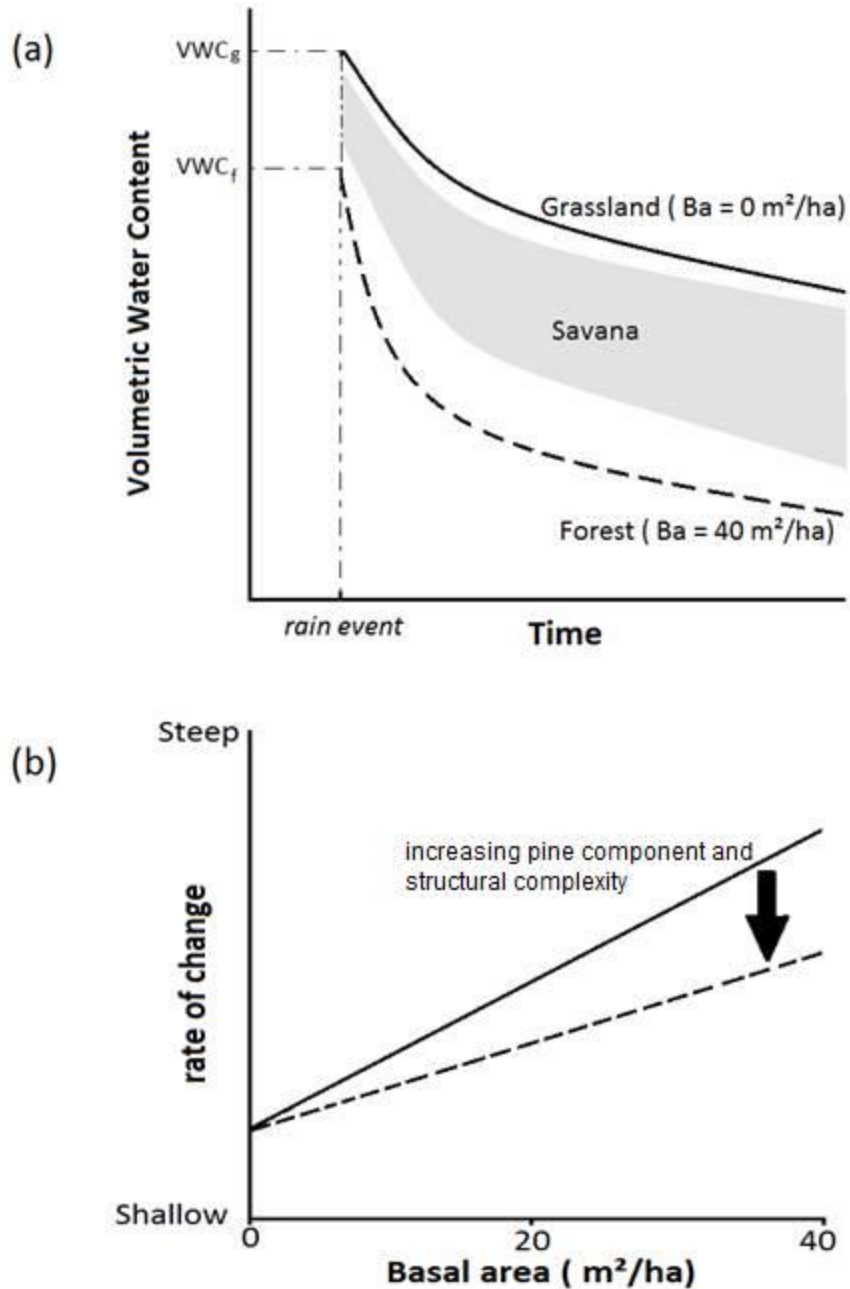 (a)
VWCg
VWCf
Volumetric Water Content
Grassland ( Ba = 0 m²/ha)
Savana
Forest ( Ba = 40 m²/ha)
rain event
Time
(b)
Steep
increasing pine component and
structural complexity
rate of change
Shallow
0
20
40
Basal area ( m²/ha)